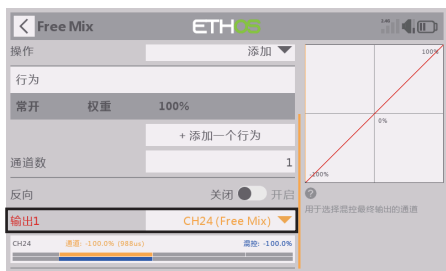 Free Mix
ETHOS
2.4G
操作 添加
行为
常开 权重 100%
+ 添加一个行为
通道数 1
反向 关闭 开启
输出1 CH24 (Free Mix)
CH24 通道: -100.0% (988us) 混控: -100.0%
100%
0%
-100%
?
用于选择混控最终输出的通道